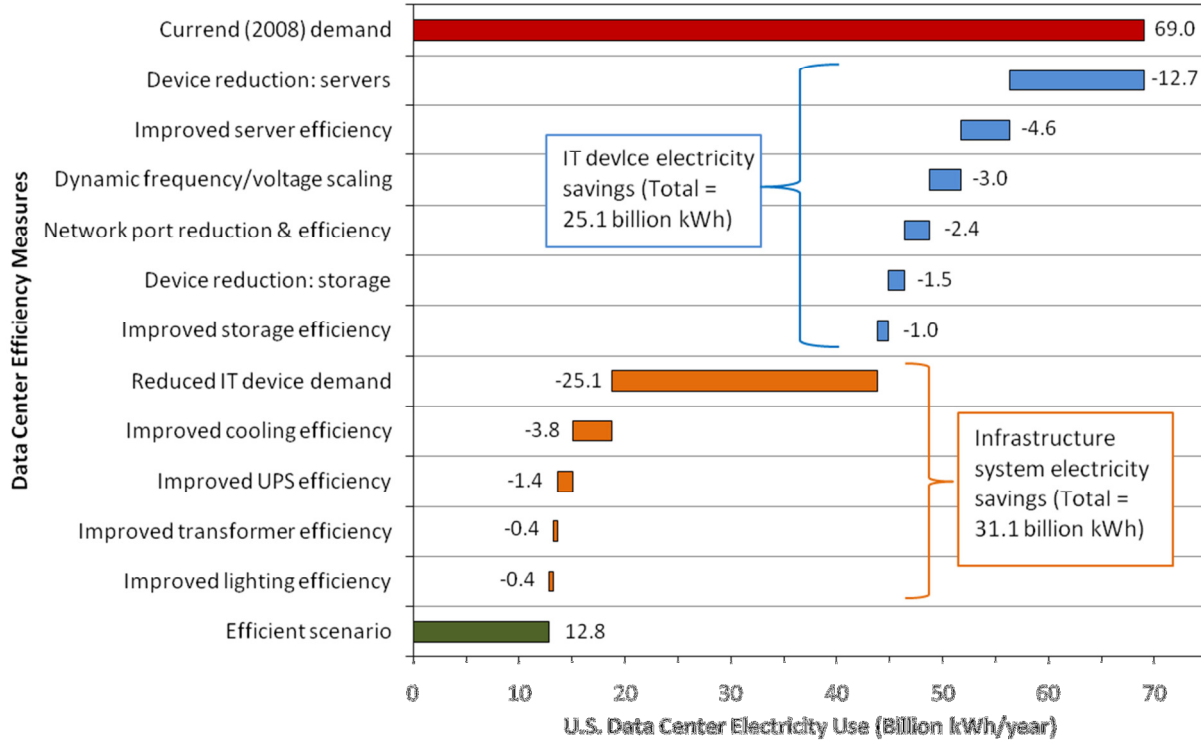 Currend (2008) demand
69.0
Device reduction: servers
-12.7
Improved server efficiency
-4.6
Dynamic frequency/voltage scaling
-3.0
Network port reduction & efficiency
-2.4
Device reduction: storage
-1.5
Improved storage efficiency
-1.0
IT device electricity
savings (Total =
25.1 billion kWh)
Reduced IT device demand
-25.1
Improved cooling efficiency
-3.8
Improved UPS efficiency
-1.4
Improved transformer efficiency
-0.4
Improved lighting efficiency
-0.4
Infrastructure
system electricity
savings (Total =
31.1 billion kWh)
Efficient scenario
12.8
Data Center Efficiency Measures
0 10 20 30 40 50 60 70
U.S. Data Center Electricity Use (Billion kWh/year)